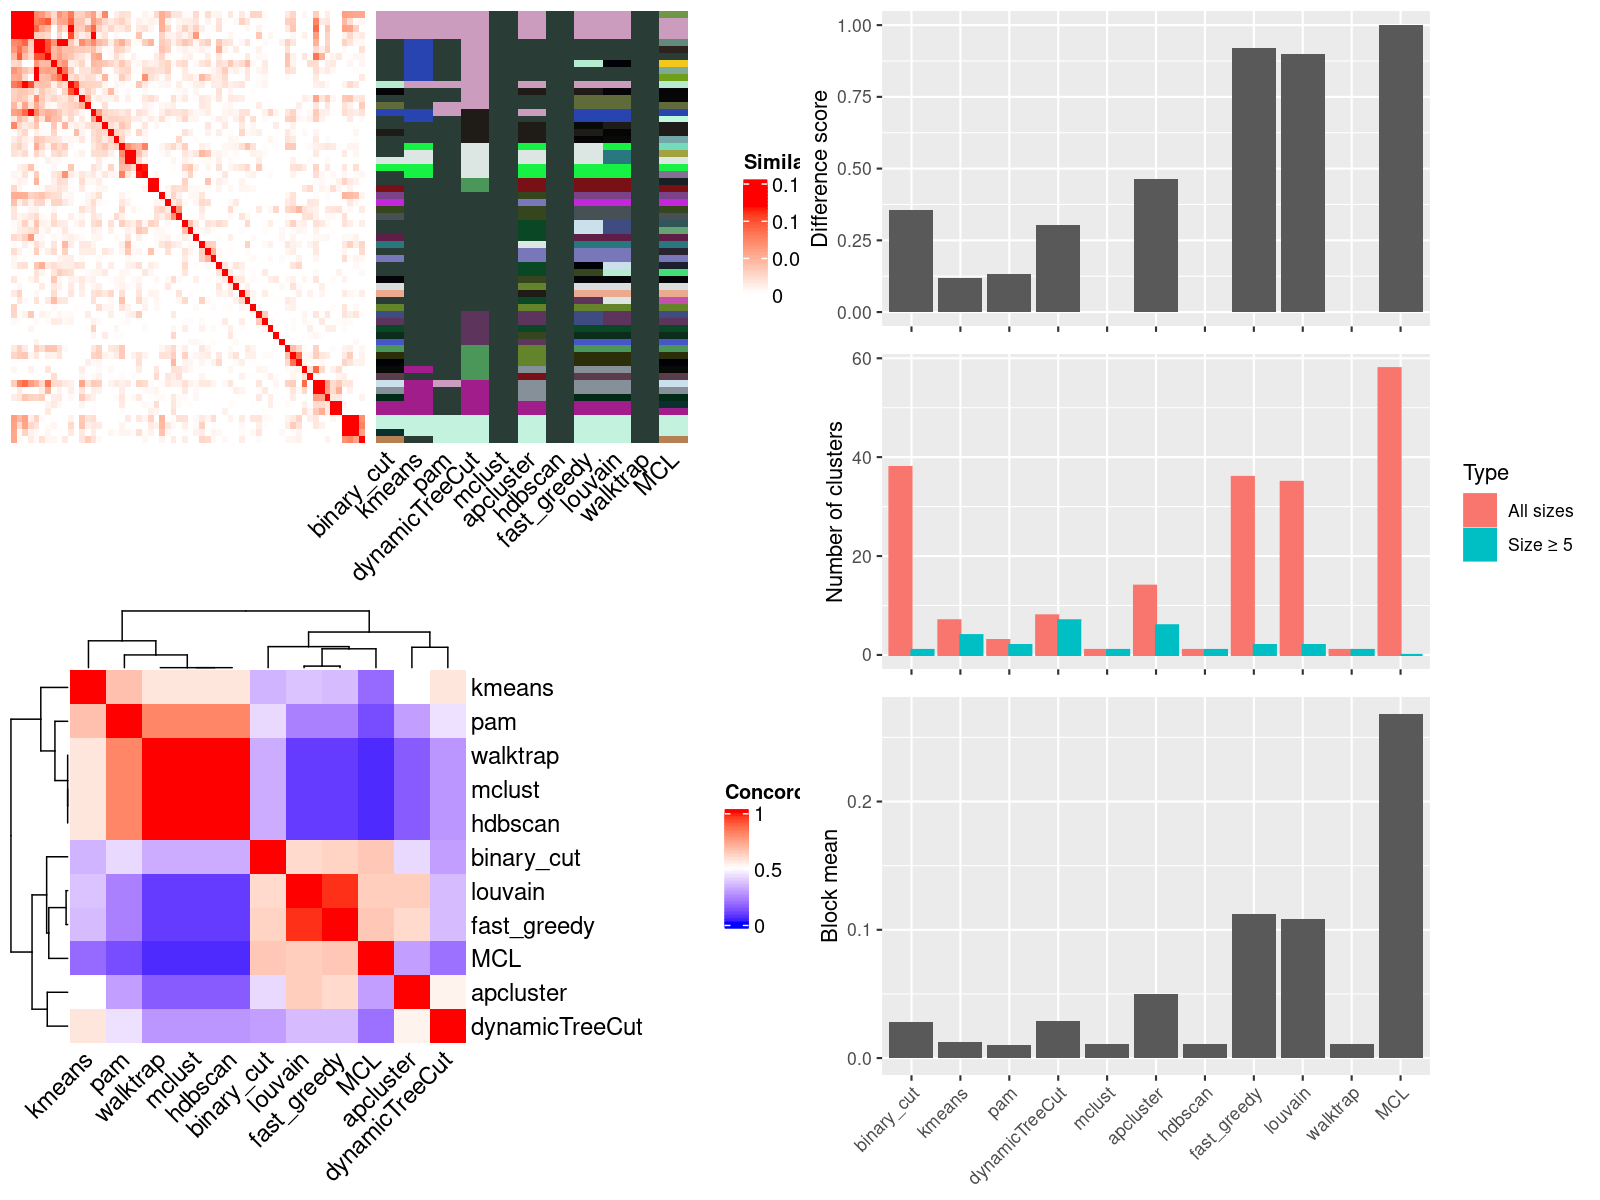 Simila
0.1
0.1
0.0
0
binary_cut
kmeans
pam
dynamicTreeCut
mclust
apcluster
hdbscan
fast_greedy
louvain
walktrap
MCL
Difference score
1.00
0.75
0.50
0.25
0.00
Number of clusters
60
40
20
0
Type
All sizes
Size ≥ 5
kmeans
pam
walktrap
mclust
hdbscan
binary_cut
louvain
fast_greedy
MCL
apcluster
dynamicTreeCut
Concord
1
0.5
0
kmeans
pam
walktrap
mclust
hdbscan
binary_cut
louvain
fast_greedy
MCL
apcluster
dynamicTreeCut
Block mean
0.2
0.1
0.0
binary_cut
kmeans
pam
dynamicTreeCut
mclust
apcluster
hdbscan
fast_greedy
louvain
walktrap
MCL